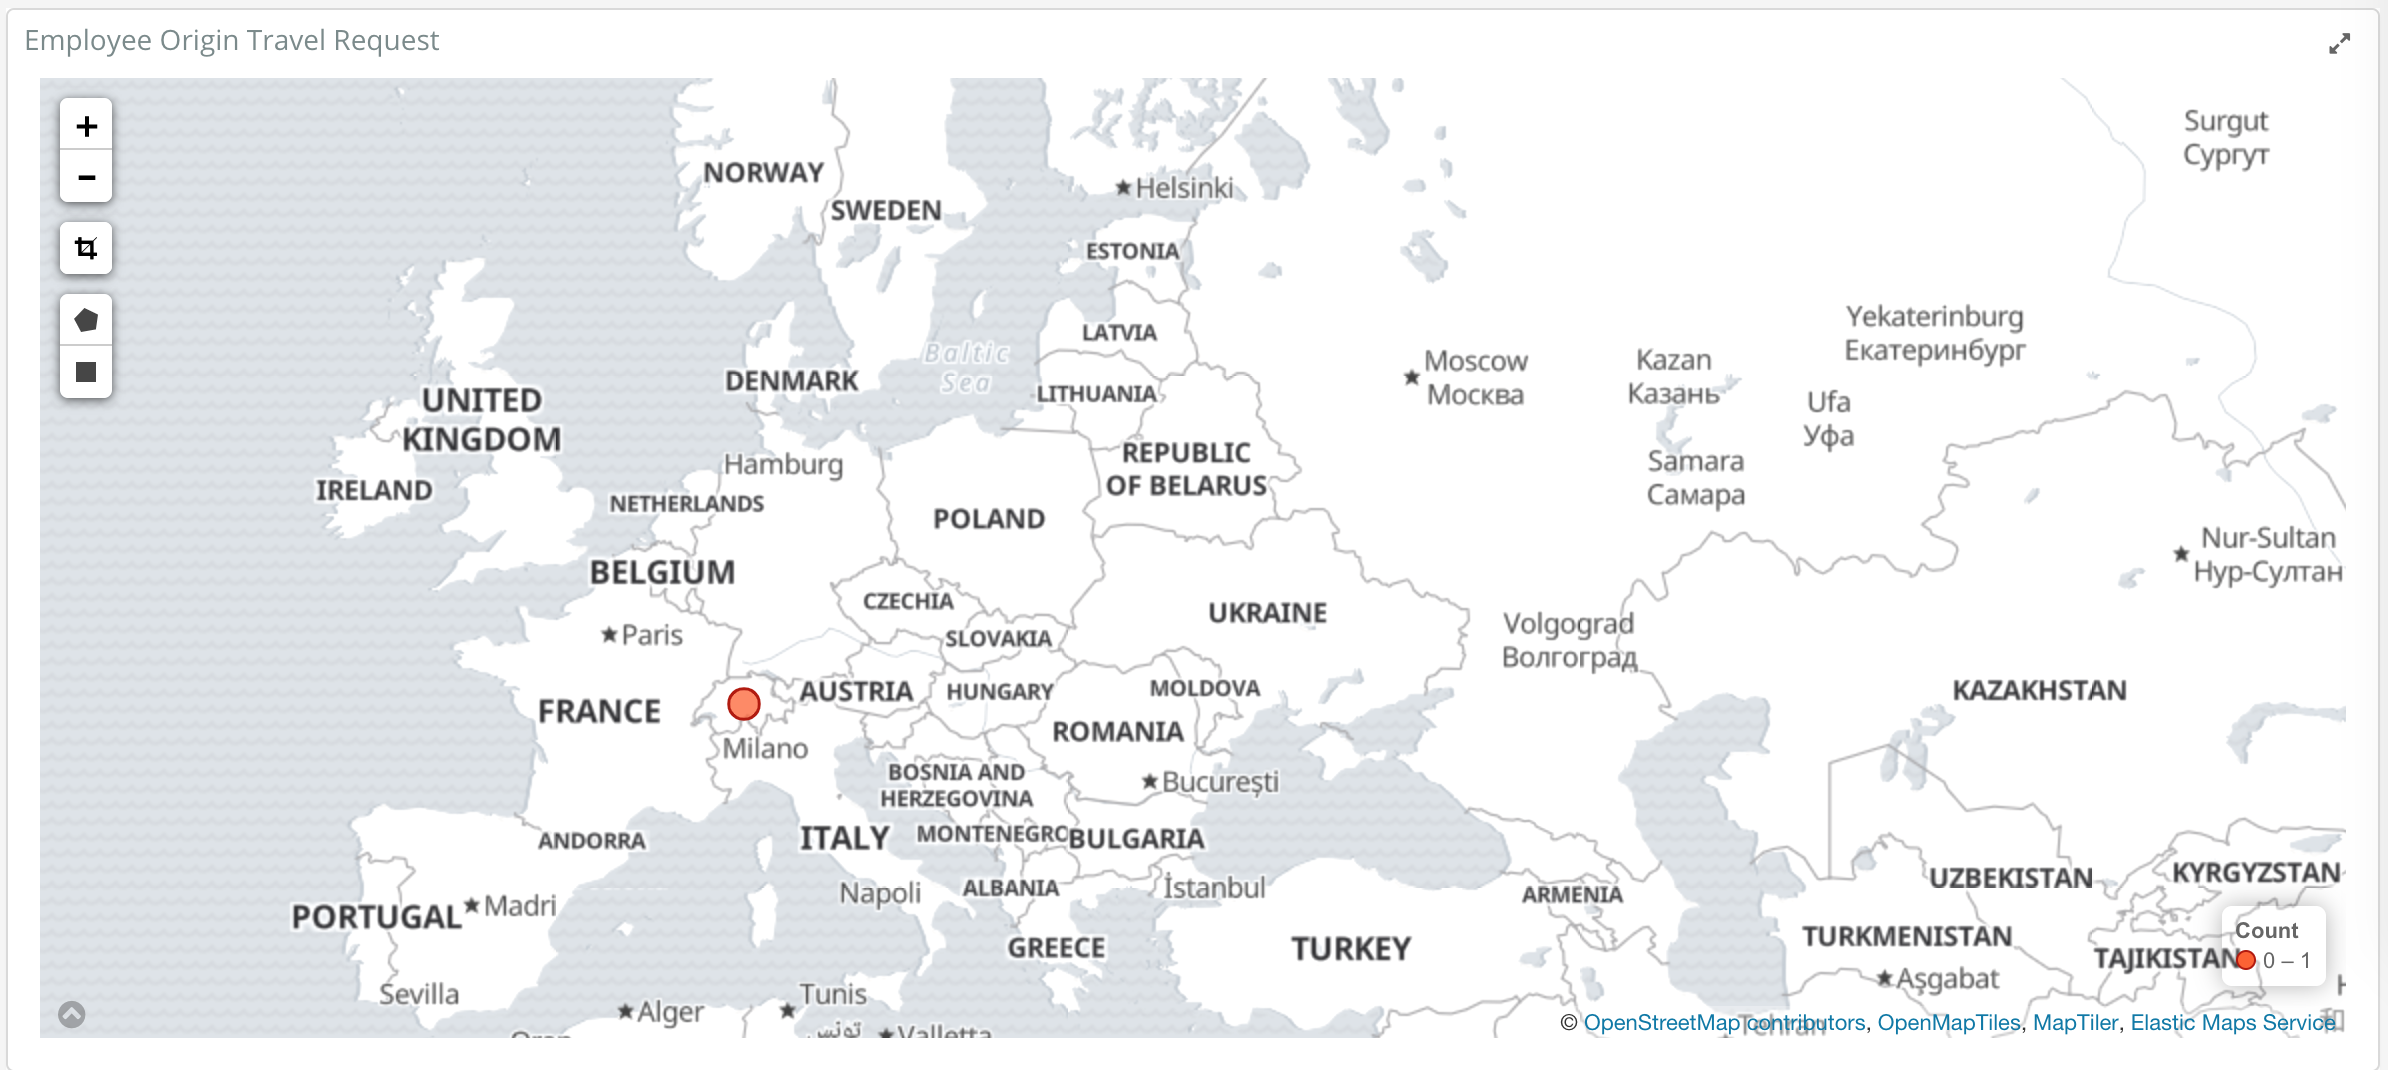 Employee Origin Travel Request
+
−
Surgut
Сургут
NORWAY
Helsinki
SWEDEN
ESTONIA
Yekaterinburg
Екатеринбург
LATVIA
Baltic
Sea
Moscow
Москва
Kazan
Казань
DENMARK
LITHUANIA
Ufa
Уфа
UNITED
KINGDOM
REPUBLIC
OF BELARUS
Hamburg
Samara
Самара
IRELAND
NETHERLANDS
POLAND
Nur-Sultan
Нур-Султан
BELGIUM
CZECHIA
UKRAINE
Volgograd
Волгоград
Paris
SLOVAKIA
AUSTRIA
HUNGARY
MOLDOVA
KAZAKHSTAN
FRANCE
ROMANIA
Milano
BOSNIA AND
HERZEGOVINA
București
ANDORRA
ITALY
MONTENEGRO
BULGARIA
KYRGYZSTAN
UZBEKISTAN
Napoli
ALBANIA
İstanbul
ARMENIA
Madri
PORTUGAL
GREECE
TURKEY
TURKMENISTAN
Count
TAJIKISTAN
0 – 1
Aşgabat
Sevilla
Tunis
تونس
Alger
Valletta
Oran
Tehran
© OpenStreetMap contributors, OpenMapTiles, MapTiler, Elastic Maps Service